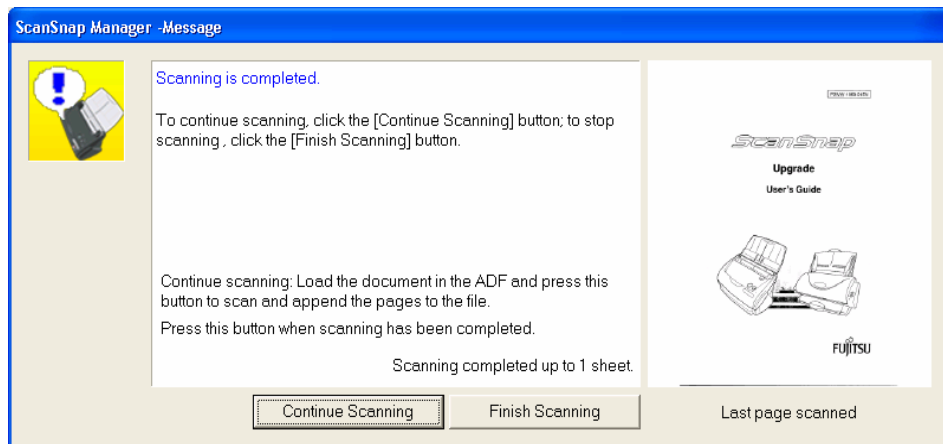 ScanSnap Manager -Message
Scanning is completed.
To continue scanning, click the [Continue Scanning] button; to stop
scanning , click the [Finish Scanning] button.
Continue scanning: Load the document in the ADF and press this
button to scan and append the pages to the file.
Press this button when scanning has been completed.
Scanning completed up to 1 sheet.
ScanSnap
Upgrade
User's Guide
FUJITSU
Continue Scanning
Finish Scanning
Last page scanned